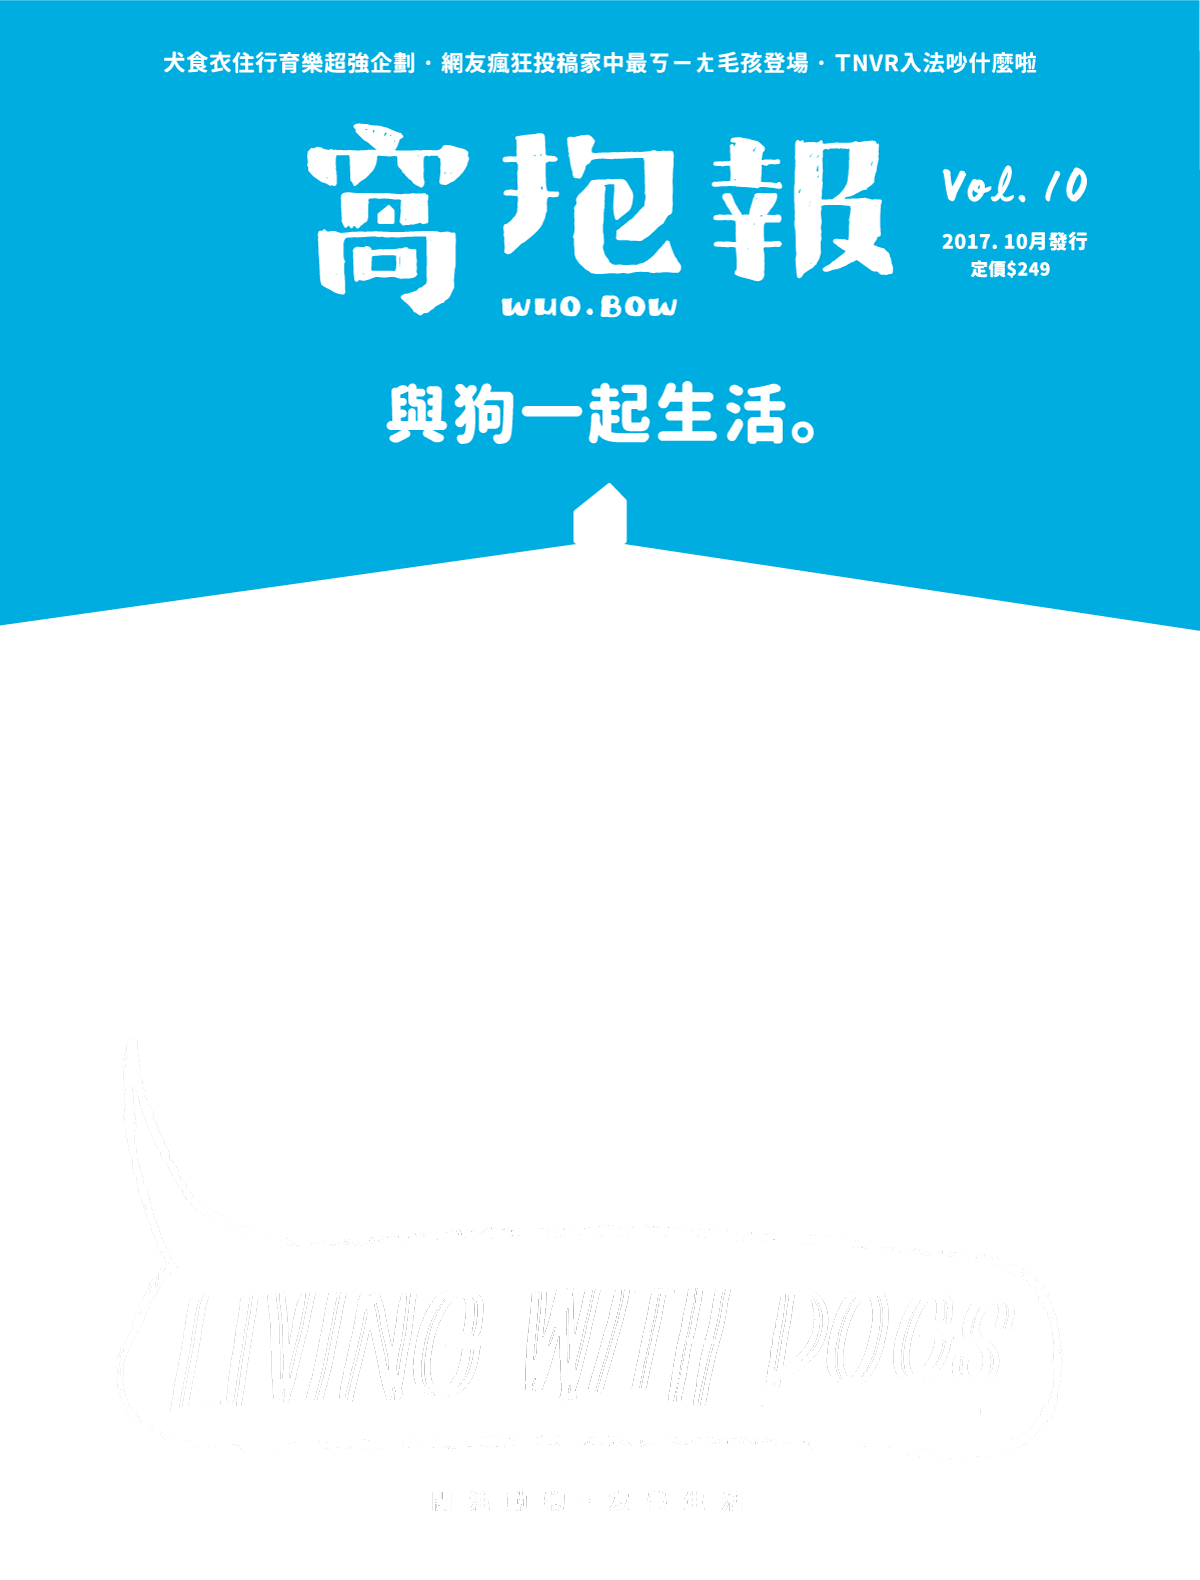 犬食衣住行育樂超強企劃・網友瘋狂投稿家中最ㄎㄧㄤ毛孩登場・TNVR入法吵什麼啦
窩抱報
Vol. 10
WUO.BOW
2017. 10月發行
定價$249
與狗一起生活。
LIVING WITH DOGS